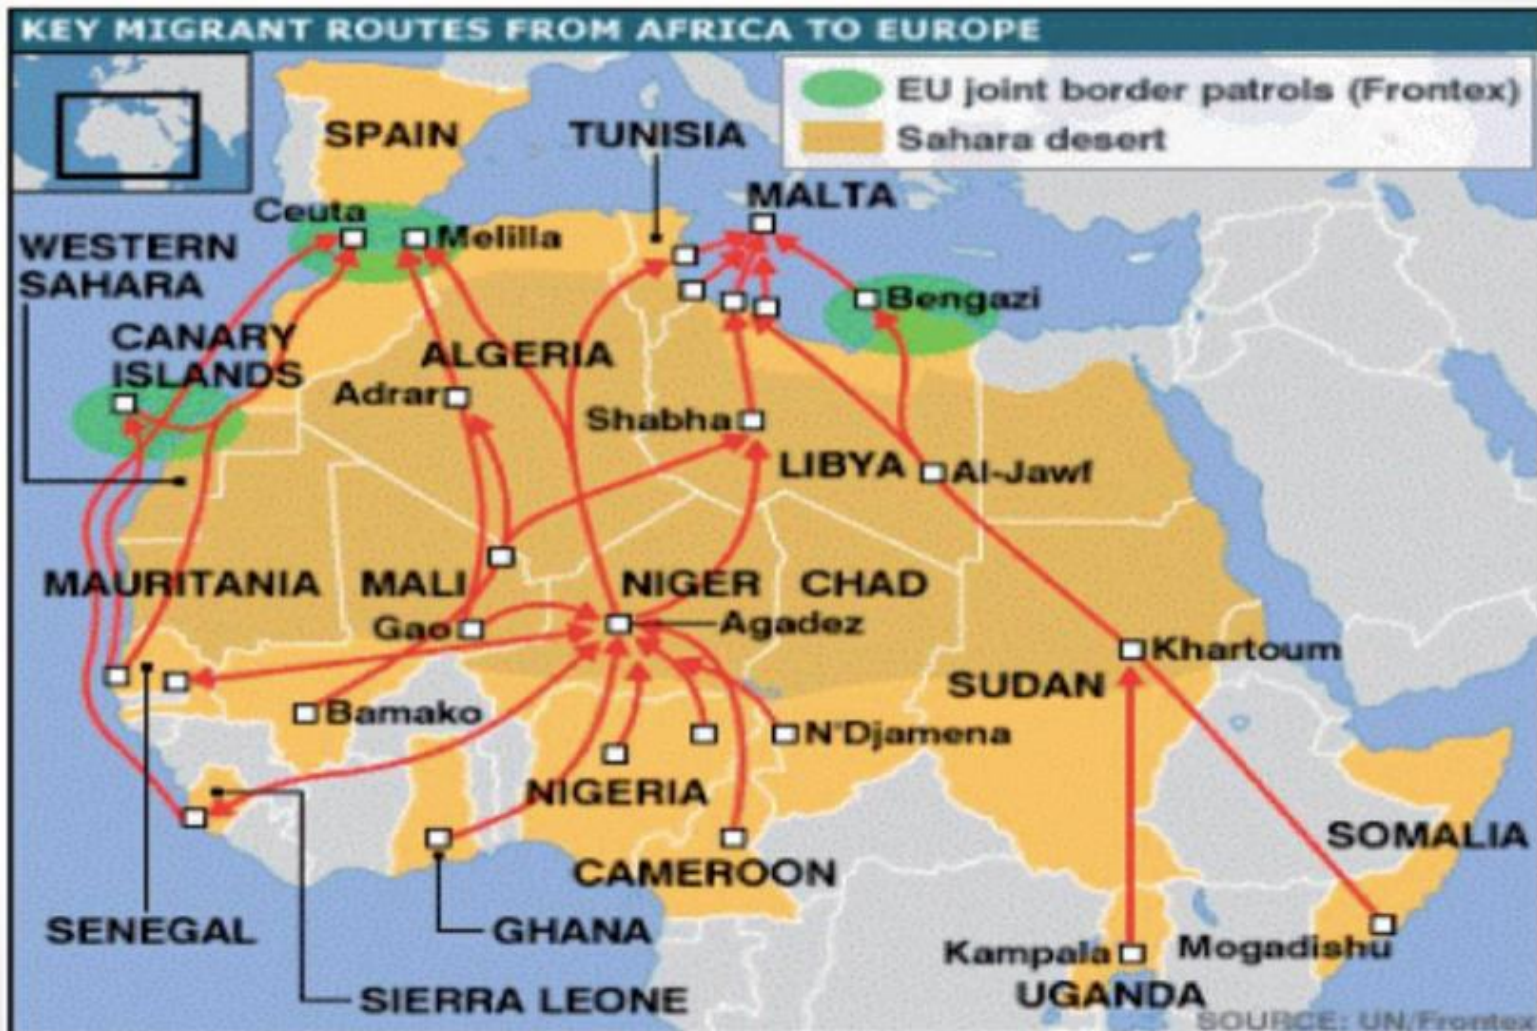 KEY MIGRANT ROUTES FROM AFRICA TO EUROPE
EU joint border patrols (Frontex)
Sahara desert
SPAIN
TUNISIA
MALTA
Ceuta
Melilla
WESTERN
SAHARA
Bengazi
CANARY
ISLANDS
ALGERIA
Adrar
Shabha
LIBYA
Al-Jawf
MAURITANIA
MALI
NIGER
CHAD
Gao
Agadez
Khartoum
SUDAN
Bamako
N'Djamena
NIGERIA
SOMALIA
CAMEROON
SENEGAL
GHANA
Kampala
Mogadishu
UGANDA
SIERRA LEONE
SOURCE: UN/Frontex